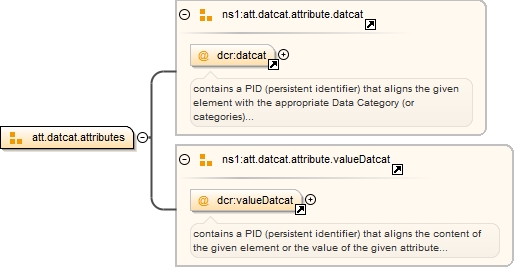 ns1:att.datcat.attribute.datcat
@ dcr:datcat
contains a PID (persistent identifier) that aligns the given
element with the appropriate Data Category (or
categories)...
att.datcat.attributes
ns1:att.datcat.attribute.valueDatcat
@ dcr:valueDatcat
contains a PID (persistent identifier) that aligns the content of
the given element or the value of the given attribute...